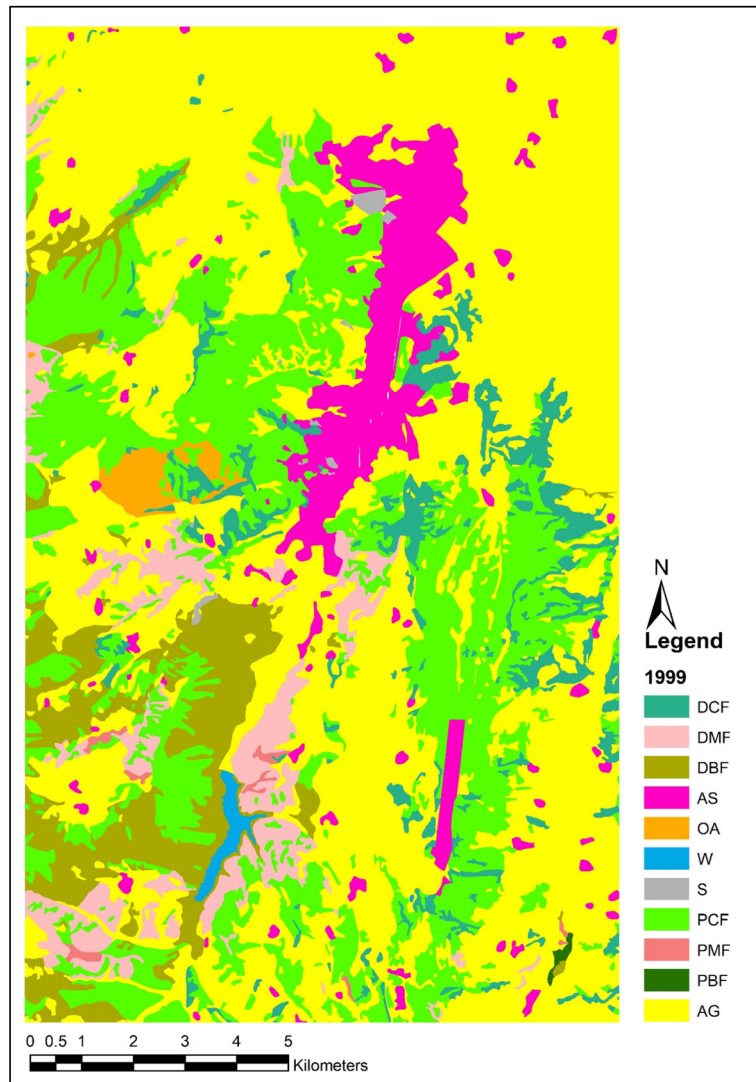 N
Legend
1999
DCF
DMF
DBF
AS
OA
W
S
PCF
PMF
PBF
AG
0 0.5 1 2 3 4 5
Kilometers